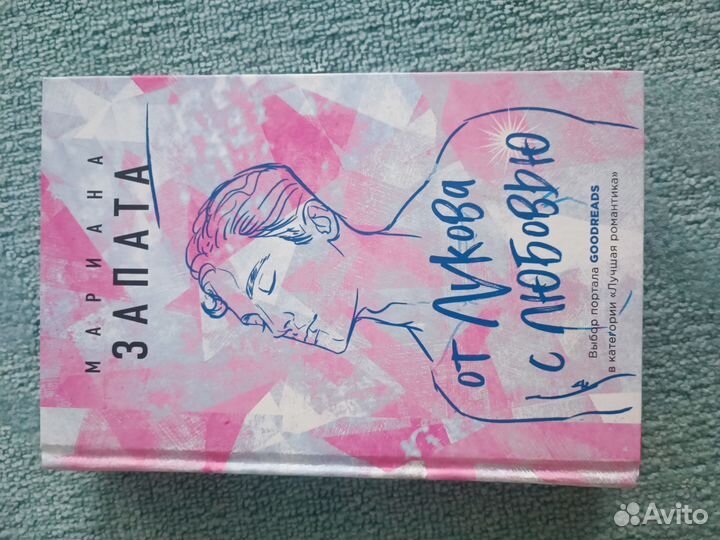 МАРИАНА
ЗАПАТА
ОТ ЛУКОВА
С ЛЮБОВЬЮ
Выбор портала GOODREADS
в категории «Лучшая романтика»
Avito